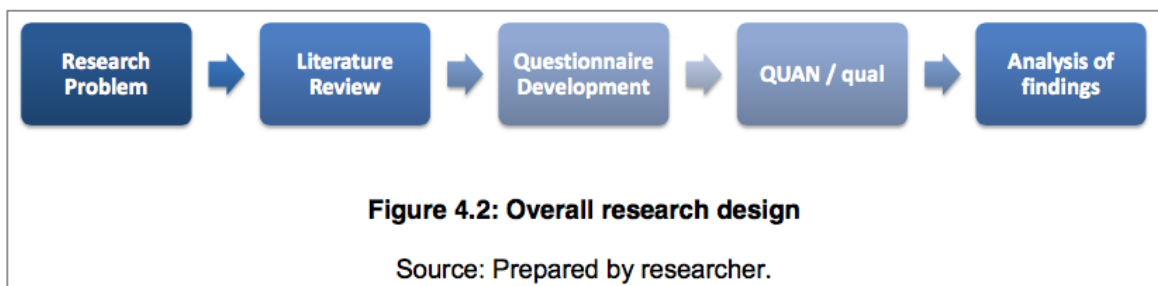 Research
Problem
Literature
Review
Questionnaire
Development
QUAN / qual
Analysis of
findings
Figure 4.2: Overall research design
Source: Prepared by researcher.